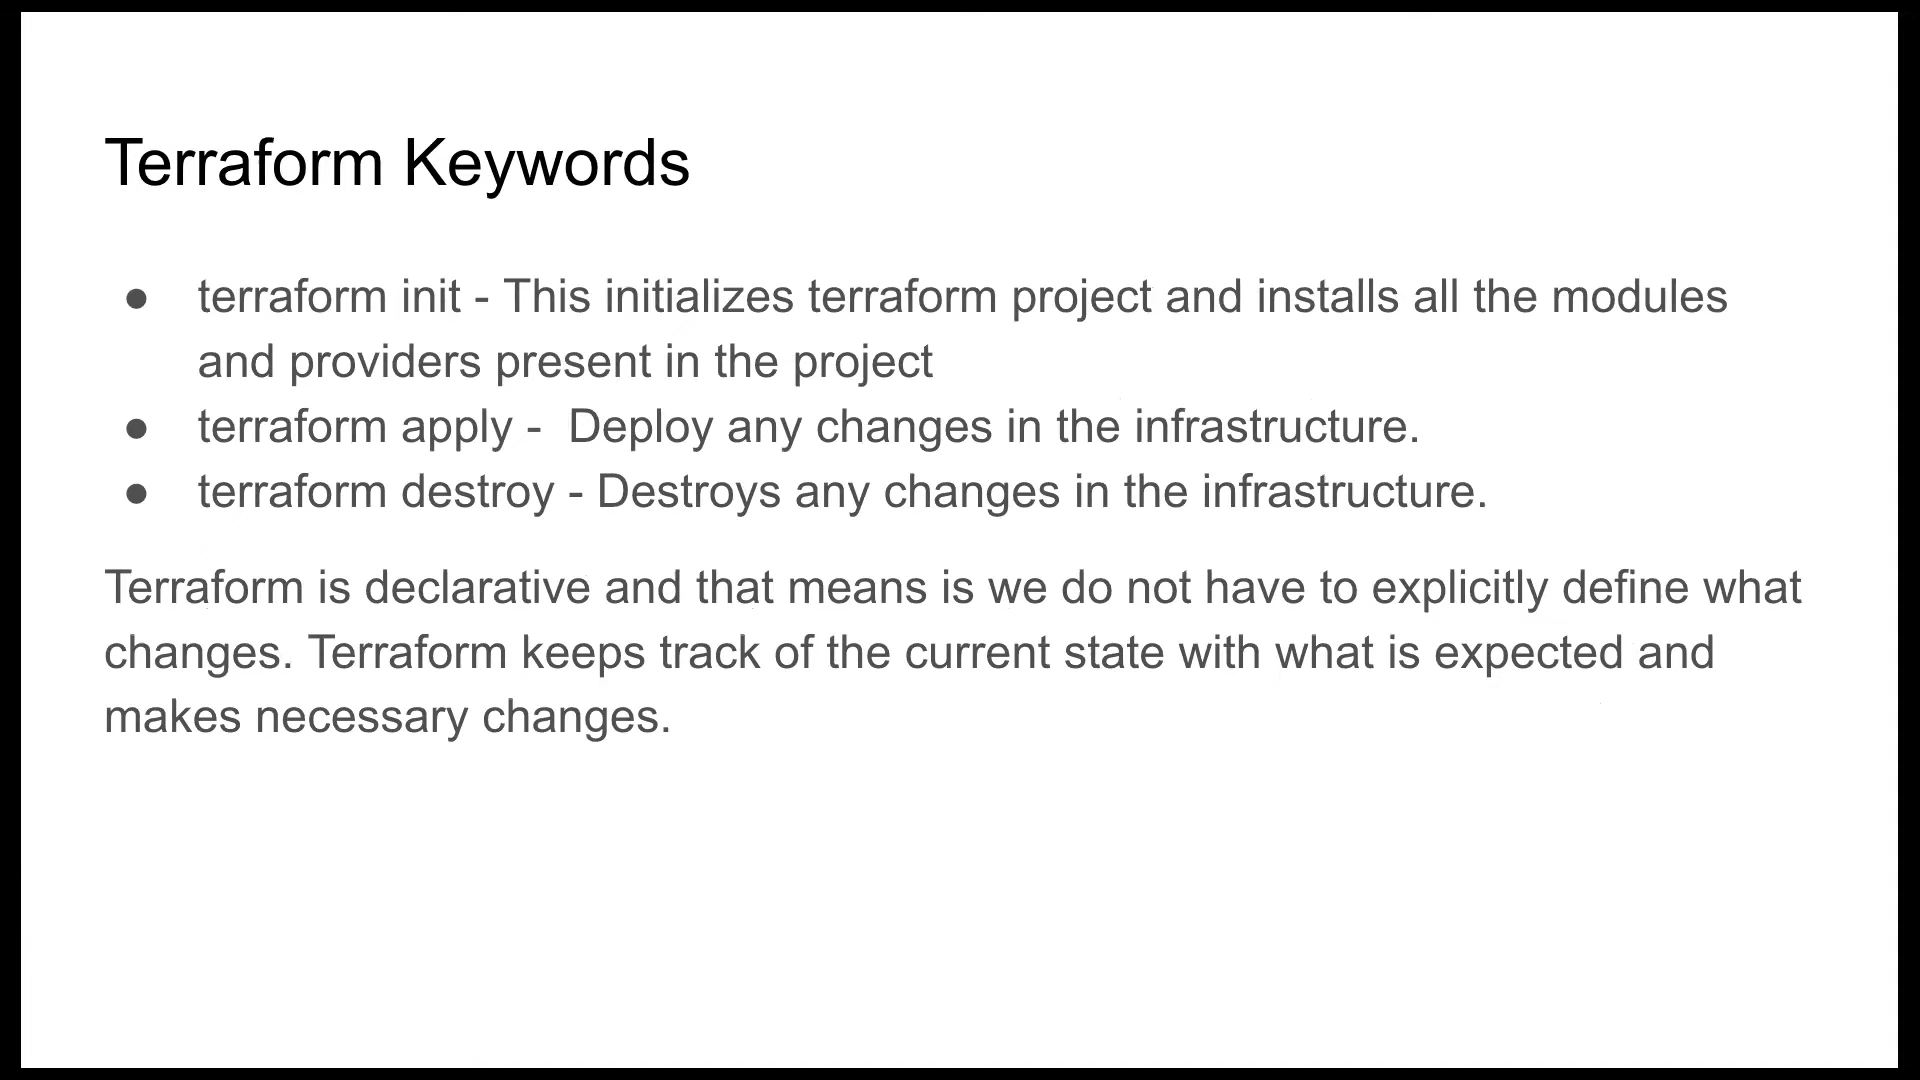 Terraform Keywords
● terraform init - This initializes terraform project and installs all the modules
and providers present in the project
● terraform apply -  Deploy any changes in the infrastructure.
● terraform destroy - Destroys any changes in the infrastructure.
Terraform is declarative and that means is we do not have to explicitly define what
changes. Terraform keeps track of the current state with what is expected and
makes necessary changes.